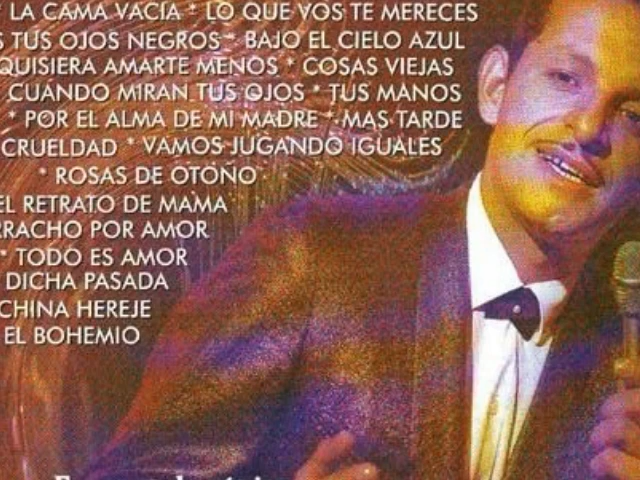 * LA CAMA VACIA * LO QUE VOS TE MERECES
S TUS OJOS NEGROS * BAJO EL CIELO AZUL
QUISIERA AMARTE MENOS * COSAS VIEJAS
CUANDO MIRAN TUS OJOS * TUS MANOS
* POR EL ALMA DE MI MADRE * MAS TARDE
CRUELDAD * VAMOS JUGANDO IGUALES
* ROSAS DE OTOÑO
EL RETRATO DE MAMA
RRACHO POR AMOR
* TODO ES AMOR
DICHA PASADA
CHINA HEREJE
EL BOHEMIO